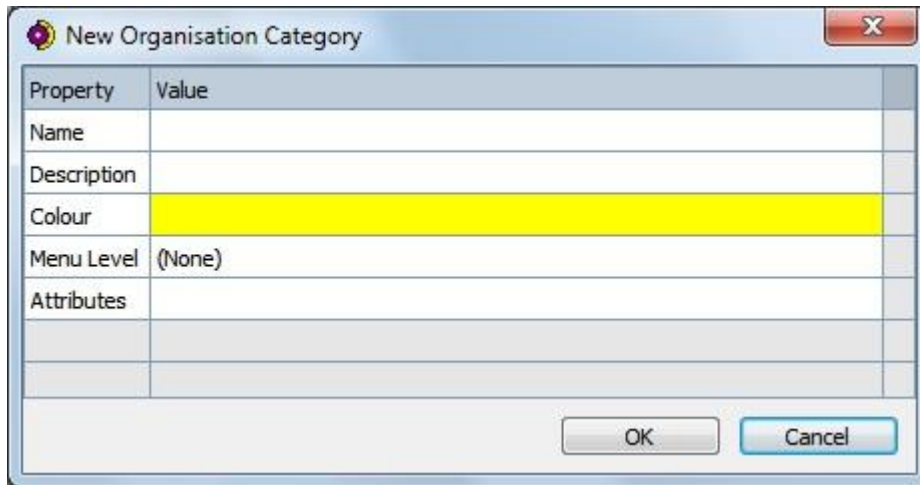 New Organisation Category
Property Value
Name
Description
Colour
Menu Level (None)
Attributes
OK Cancel